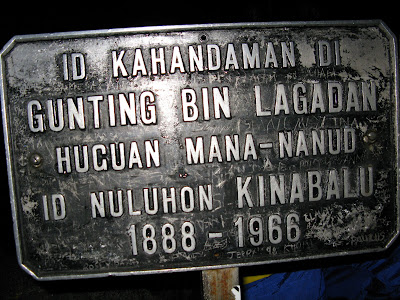 ID KAHANDAMAN DI
GUNTING BIN LAGADAN
HUGUAN MANA-NANUD
ID NULUHON KINABALU
1888-1966